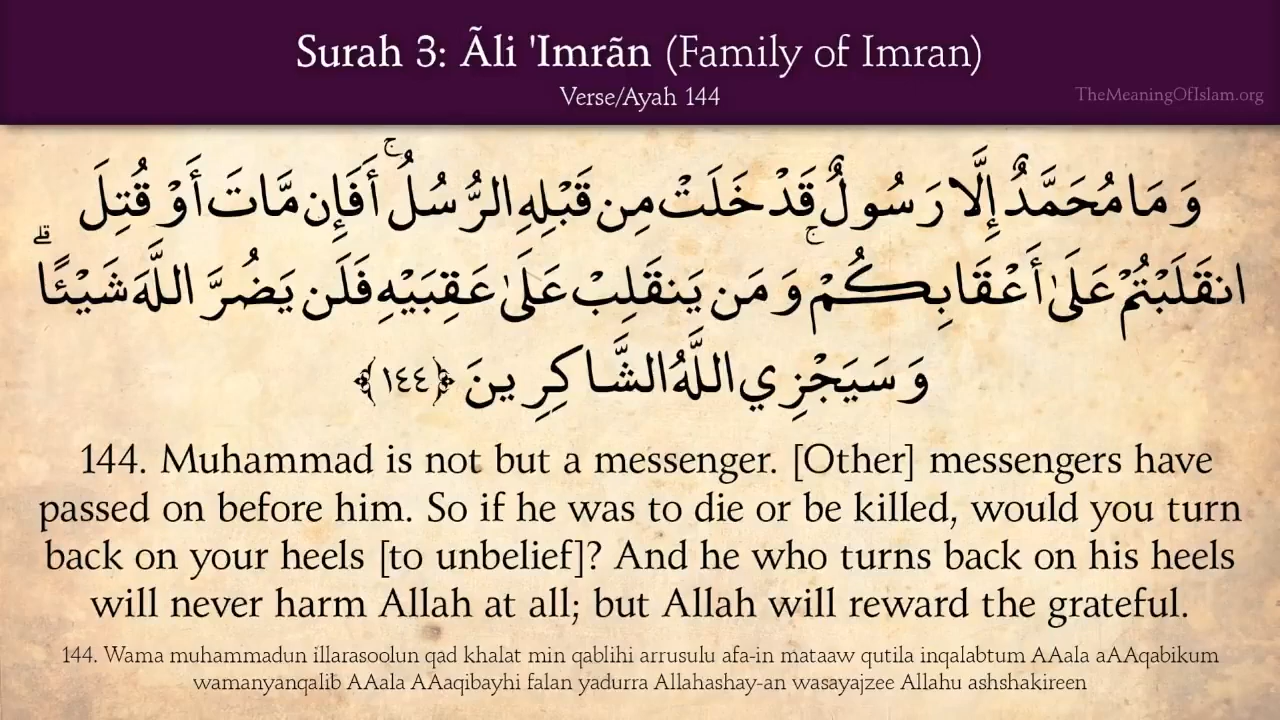 Surah 3: Ãli 'Imrãn (Family of Imran)
Verse/Ayah 144
TheMeaningOfIslam.org
وَمَا مُحَمَّدٌ إِلَّا رَسُولٌ قَدْ خَلَتْ مِن قَبْلِهِ الرُّسُلُ ۚ أَفَإِن مَّاتَ أَوْ قُتِلَ
انقَلَبْتُمْ عَلَىٰ أَعْقَابِكُمْ ۚ وَمَن يَنقَلِبْ عَلَىٰ عَقِبَيْهِ فَلَن يَضُرَّ اللَّهَ شَيْئًا ۗ
وَسَيَجْزِي اللَّهُ الشَّاكِرِينَ ﴿١٤٤﴾
144. Muhammad is not but a messenger. [Other] messengers have
passed on before him. So if he was to die or be killed, would you turn
back on your heels [to unbelief]? And he who turns back on his heels
will never harm Allah at all; but Allah will reward the grateful.
144. Wama muhammadun illarasoolun qad khalat min qablihi arrusulu afa-in mataaw qutila inqalabtum AAala aAAqabikum
wamanyanqalib AAala AAaqibayhi falan yadurra Allahashay-an wasayajzee Allahu ashshakireen